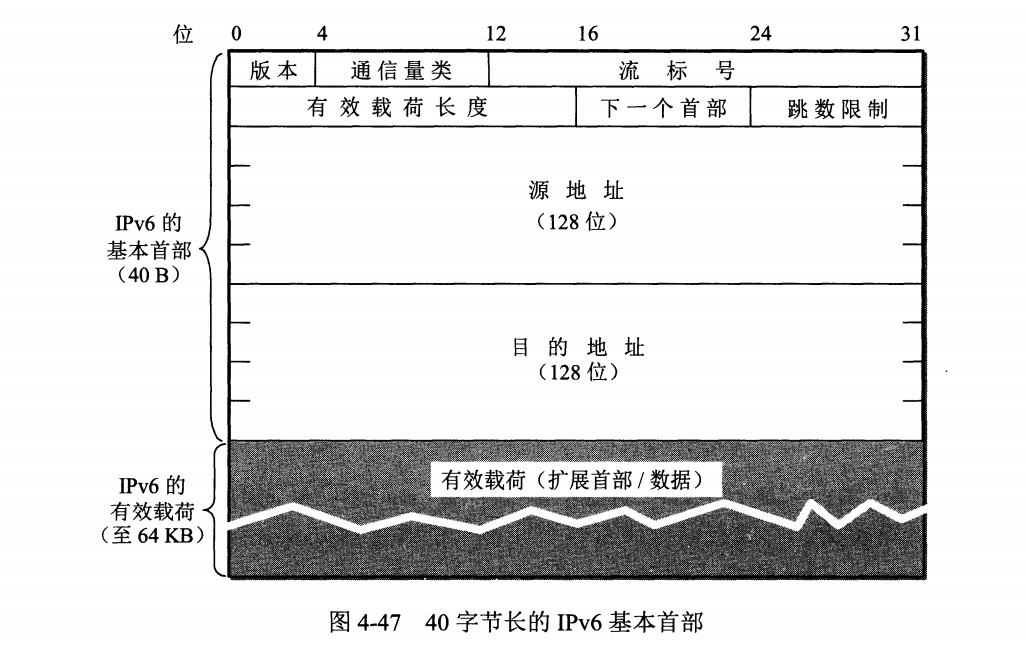 位 0 4 12 16 24 31
版本 通信量类 流标号
有效载荷长度 下一个首部 跳数限制
源地址
（128 位）
IPv6 的
基本首部
（40 B）
目的地址
（128 位）
有效载荷（扩展首部 / 数据）
IPv6 的
有效载荷
（至 64 KB）
图 4-47 40 字节长的 IPv6 基本首部